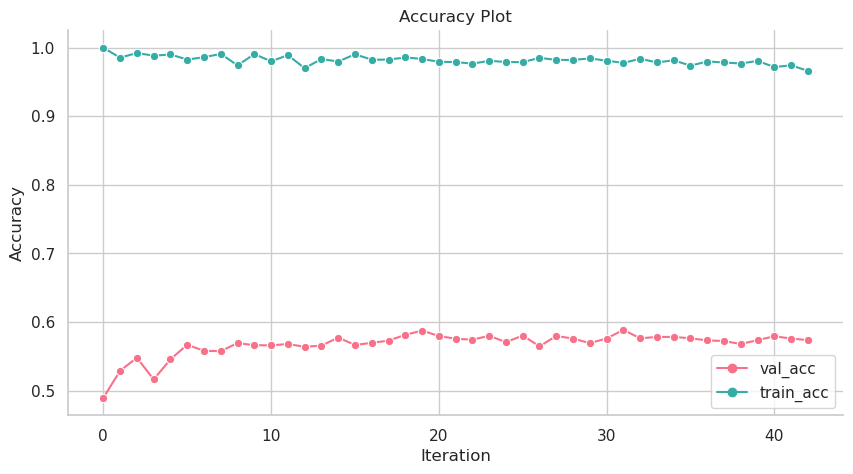 Accuracy Plot
Accuracy
1.0
0.9
0.8
0.7
0.6
0.5
0 10 20 30 40
Iteration
val_acc
train_acc